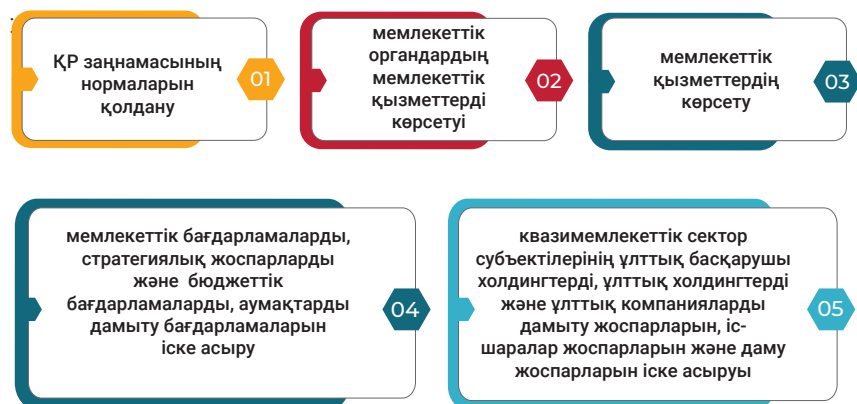 ҚР заңнамасының
нормаларын
қолдану
01
мемлекеттік
органдардың
мемлекеттік
қызметтерді
көрсетуі
02
мемлекеттік
қызметтердің
көрсету
03
мемлекеттік бағдарламаларды,
стратегиялық жоспарларды
және бюджеттік
бағдарламаларды, аумақтарды
дамыту бағдарламаларын
іске асыру
04
квазимемлекеттік сектор
субъектілерінің ұлттық басқарушы
холдингтерді, ұлттық холдингтерді
және ұлттық компанияларды
дамыту жоспарларын, іс-
шаралар жоспарларын және даму
жоспарларын іске асыруы
05